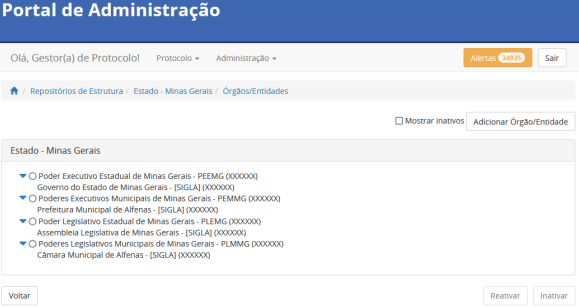 Portal de Administração
Olá, Gestor(a) de Protocolo! Protocolo Administração Alertas 34935 Sair
/ Repositórios de Estrutura / Estado - Minas Gerais / Órgãos/Entidades
Mostrar inativos Adicionar Órgão/Entidade
Estado - Minas Gerais
Poder Executivo Estadual de Minas Gerais - PEEMG (XXXXXX)
Governo do Estado de Minas Gerais - [SIGLA] (XXXXXX)
Poderes Executivos Municipais de Minas Gerais - PEMMG (XXXXXX)
Prefeitura Municipal de Alfenas - [SIGLA] (XXXXXX)
Poder Legislativo Estadual de Minas Gerais - PLEMG (XXXXXX)
Assembleia Legislativa de Minas Gerais - [SIGLA] (XXXXXX)
Poderes Legislativos Municipais de Minas Gerais - PLMMG (XXXXXX)
Câmara Municipal de Alfenas - [SIGLA] (XXXXXX)
Voltar Reativar Inativar